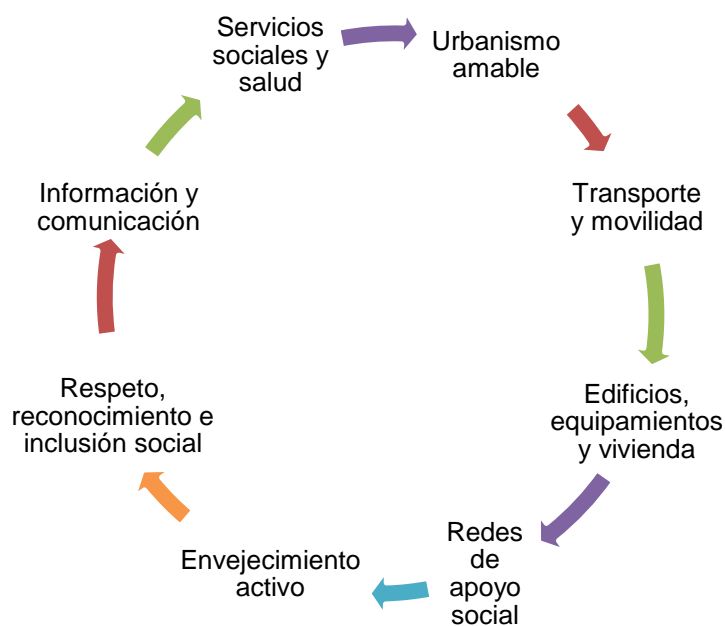 Servicios
sociales y
salud
Urbanismo
amable
Transporte
y movilidad
Edificios,
equipamientos
y vivienda
Redes
de
apoyo
social
Envejecimiento
activo
Respeto,
reconocimiento e
inclusión social
Información y
comunicación